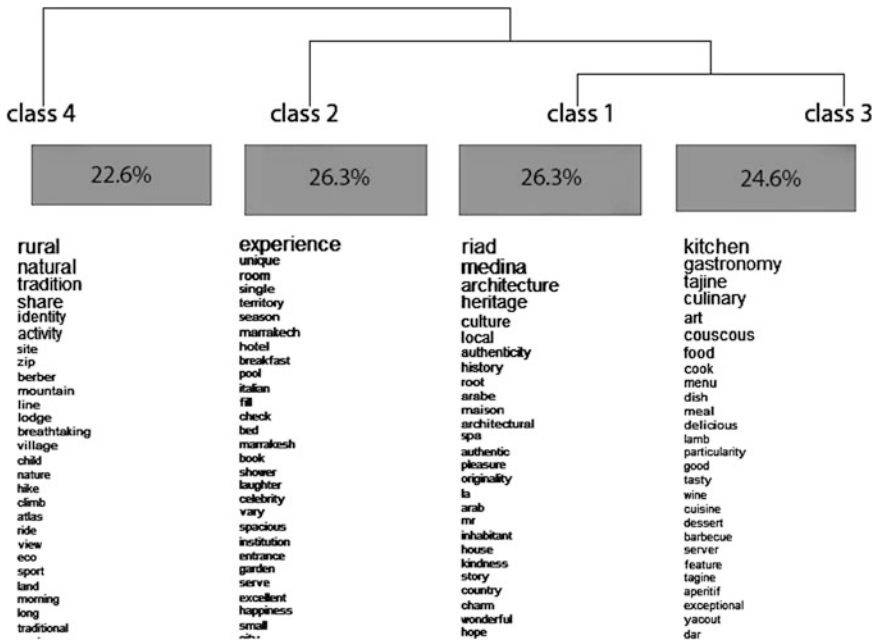 class 4
class 2
class 1
class 3
22.6%
26.3%
26.3%
24.6%
rural
natural
tradition
share
identity
activity
site
zip
berber
mountain
line
lodge
breathtaking
village
child
nature
hike
climb
atlas
ride
view
eco
sport
land
morning
long
traditional
experience
unique
room
single
territory
season
marrakech
hotel
breakfast
pool
italian
fill
check
bed
marrakesh
book
shower
laughter
celebrity
vary
spacious
institution
entrance
garden
serve
excellent
happiness
small
riad
medina
architecture
heritage
culture
local
authenticity
history
root
arabe
maison
architectural
spa
authentic
pleasure
originality
la
arab
mr
inhabitant
house
kindness
story
country
charm
wonderful
hope
kitchen
gastronomy
tajine
culinary
art
couscous
food
cook
menu
dish
meal
delicious
lamb
particularity
good
tasty
wine
cuisine
dessert
barbecue
server
feature
tagine
aperitif
exceptional
yacout
dar